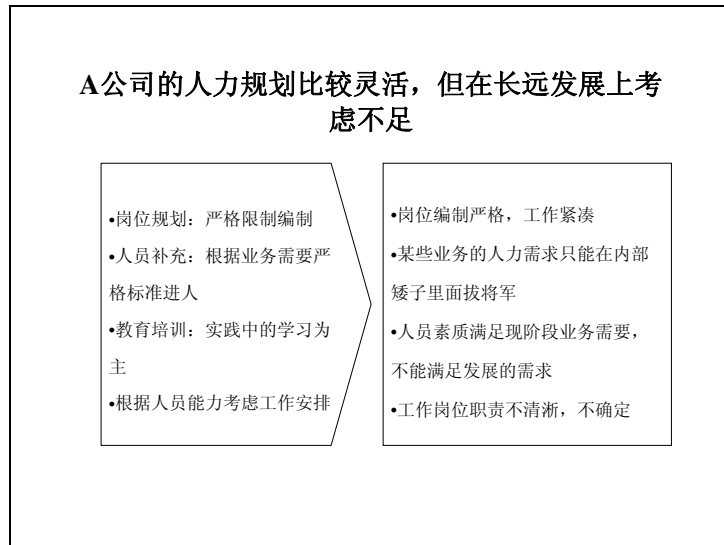 A公司的人力规划比较灵活，但在长远发展上考
虑不足
•岗位规划：严格限制编制
•人员补充：根据业务需要严
格标准进人
•教育培训：实践中的学习为
主
•根据人员能力考虑工作安排
•岗位编制严格，工作紧凑
•某些业务的人力需求只能在内部
矮子里面拔将军
•人员素质满足现阶段业务需要，
不能满足发展的需求
•工作岗位职责不清淅，不确定